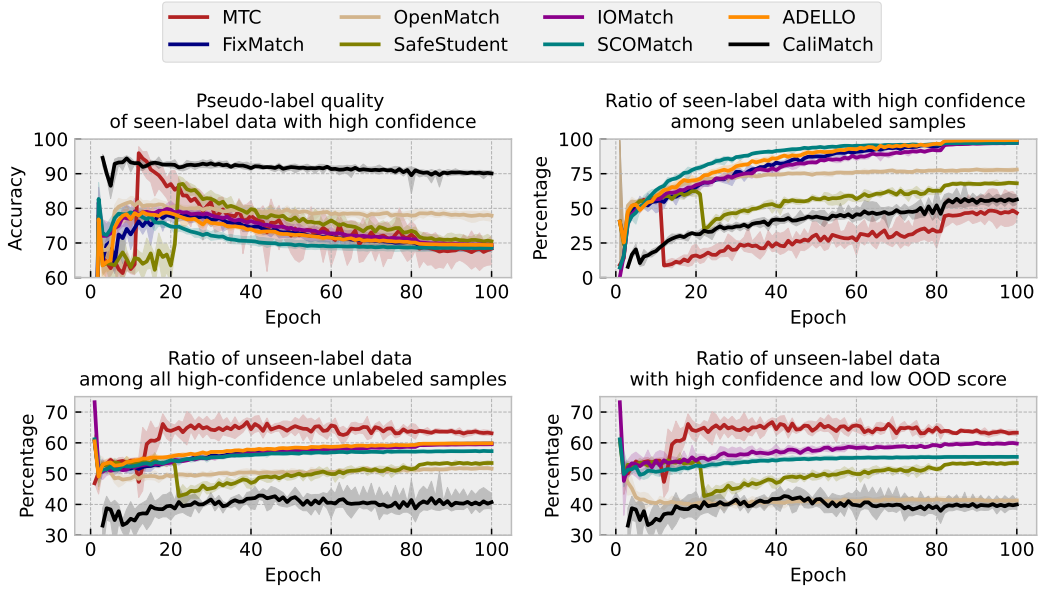 MTC OpenMatch IOMatch ADELLO
FixMatch SafeStudent SCOMatch CaliMatch
Pseudo-label quality
of seen-label data with high confidence
100
90
80
70
60
Accuracy
0 20 40 60 80 100
Epoch
Ratio of seen-label data with high confidence
among seen unlabeled samples
100
75
50
25
0
Percentage
0 20 40 60 80 100
Epoch
Ratio of unseen-label data
among all high-confidence unlabeled samples
70
60
50
40
30
Percentage
0 20 40 60 80 100
Epoch
Ratio of unseen-label data
with high confidence and low OOD score
70
60
50
40
30
Percentage
0 20 40 60 80 100
Epoch